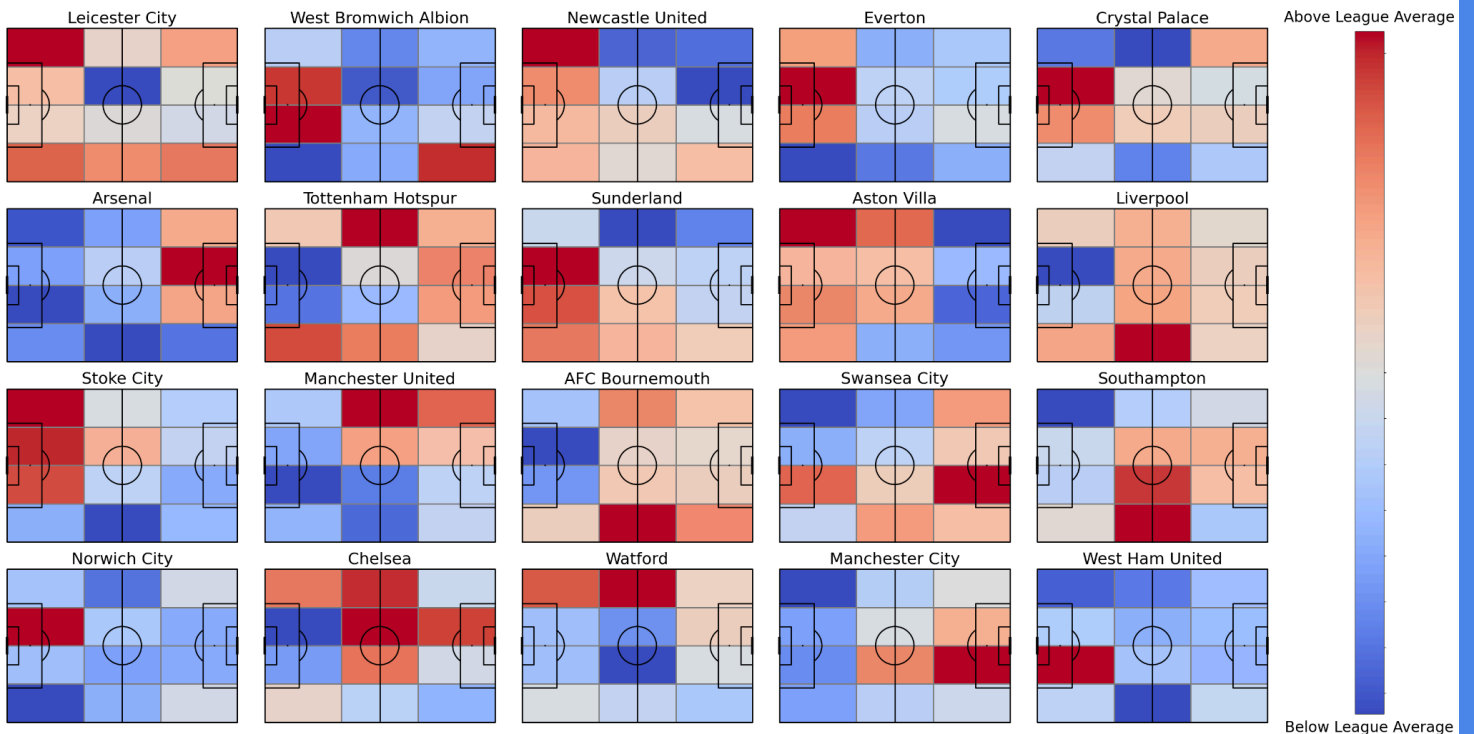 Leicester City
West Bromwich Albion
Newcastle United
Everton
Crystal Palace
Above League Average
Arsenal
Tottenham Hotspur
Sunderland
Aston Villa
Liverpool
Stoke City
Manchester United
AFC Bournemouth
Swansea City
Southampton
Norwich City
Chelsea
Watford
Manchester City
West Ham United
Below League Average